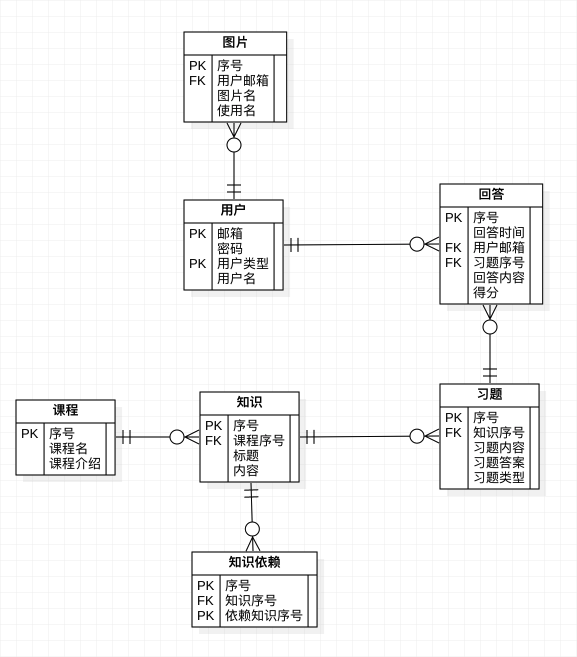 图片
PK 序号
FK 用户邮箱
图片名
使用名
用户
PK 邮箱
密码
PK 用户类型
用户名
回答
PK 序号
回答时间
FK 用户邮箱
FK 习题序号
回答内容
得分
课程
PK 序号
课程名
课程介绍
知识
PK 序号
FK 课程序号
标题
内容
习题
PK 序号
FK 知识序号
习题内容
习题答案
习题类型
知识依赖
PK 序号
FK 知识序号
PK 依赖知识序号